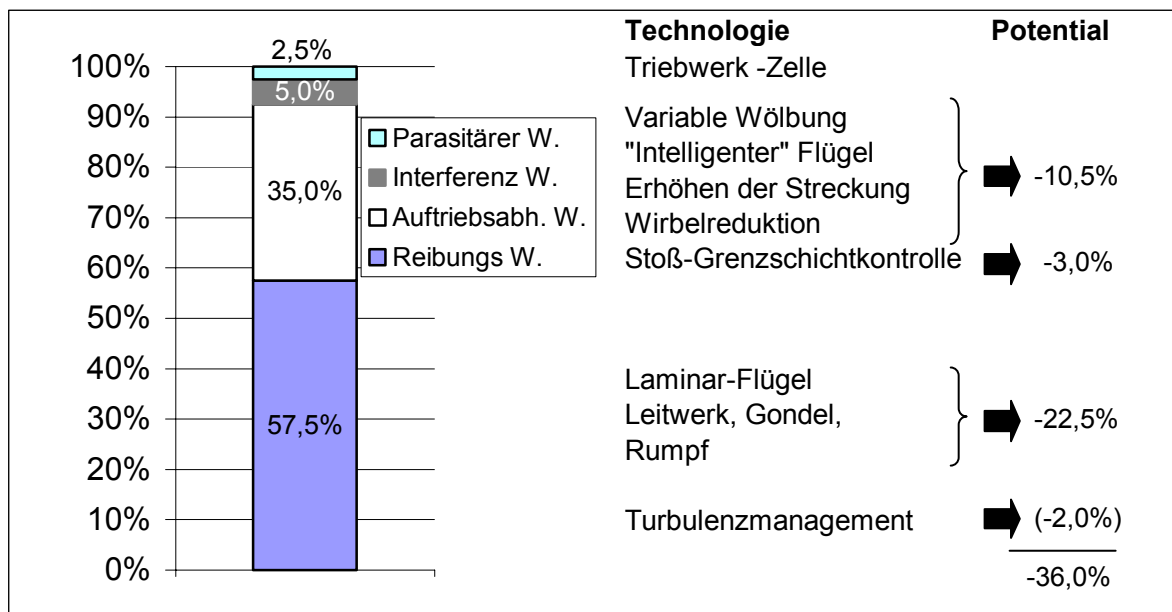 2,5%
100%
90%
80%
70%
60%
50%
40%
30%
20%
10%
0%
5,0%
35,0%
57,5%
Parasitärer W.
Interferenz W.
Auftriebsabh. W.
Reibungs W.
Technologie
Potential
Triebwerk -Zelle
Variable Wölbung
"Intelligenter" Flügel
Erhöhen der Streckung
Wirbelreduktion
-10,5%
Stoß-Grenzschichtkontrolle
-3,0%
Laminar-Flügel
Leitwerk, Gondel,
Rumpf
-22,5%
Turbulenzmanagement
(-2,0%)
-36,0%